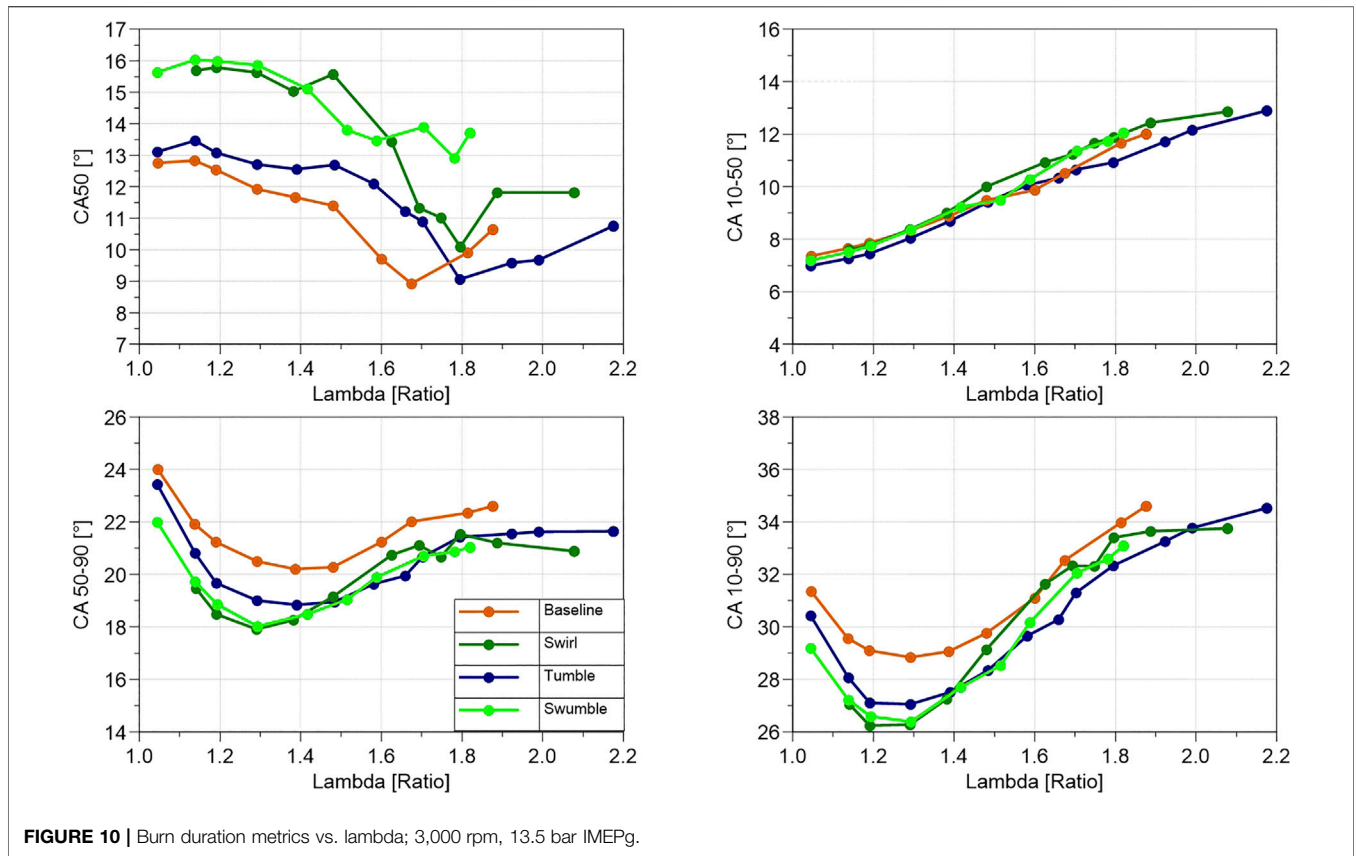 17
16
15
14
13
12
11
10
9
8
7
CA50 [°]
1.0 1.2 1.4 1.6 1.8 2.0 2.2
Lambda [Ratio]
16
14
12
10
8
6
4
CA 10-50 [°]
1.0 1.2 1.4 1.6 1.8 2.0 2.2
Lambda [Ratio]
26
24
22
20
18
16
14
CA 50-90 [°]
Baseline
Swirl
Tumble
Swumble
1.0 1.2 1.4 1.6 1.8 2.0 2.2
Lambda [Ratio]
38
36
34
32
30
28
26
CA 10-90 [°]
1.0 1.2 1.4 1.6 1.8 2.0 2.2
Lambda [Ratio]
FIGURE 10 | Burn duration metrics vs. lambda; 3,000 rpm, 13.5 bar IMEPg.